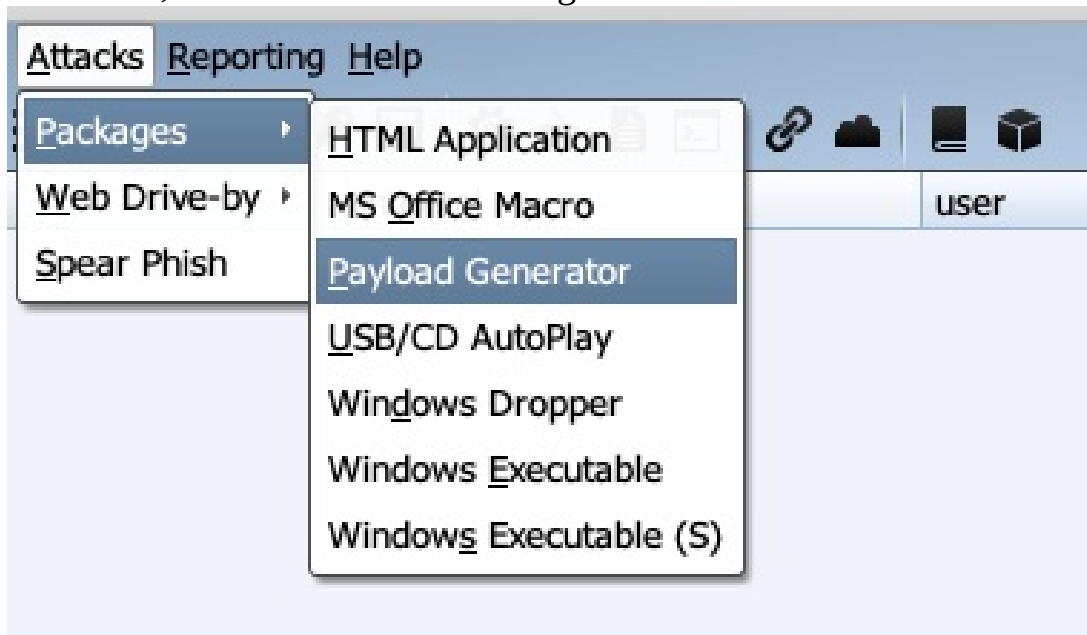 Attacks Reporting Help
Packages
Web Drive-by
Spear Phish
HTML Application
MS Office Macro
Payload Generator
USB/CD AutoPlay
Windows Dropper
Windows Executable
Windows Executable (S)
user